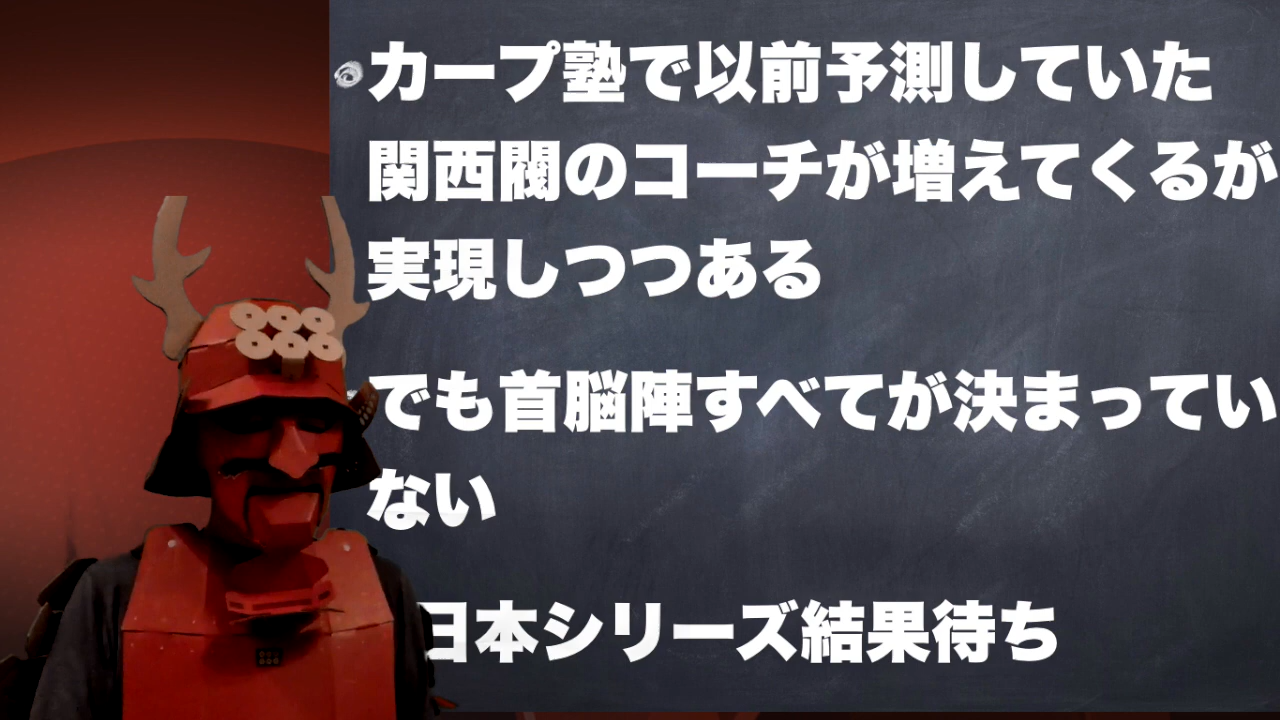 カープ塾で以前予測していた
関西閥のコーチが増えてくるが
実現しつつある
でも首脳陣すべてが決まってい
ない
日本シリーズ結果待ち